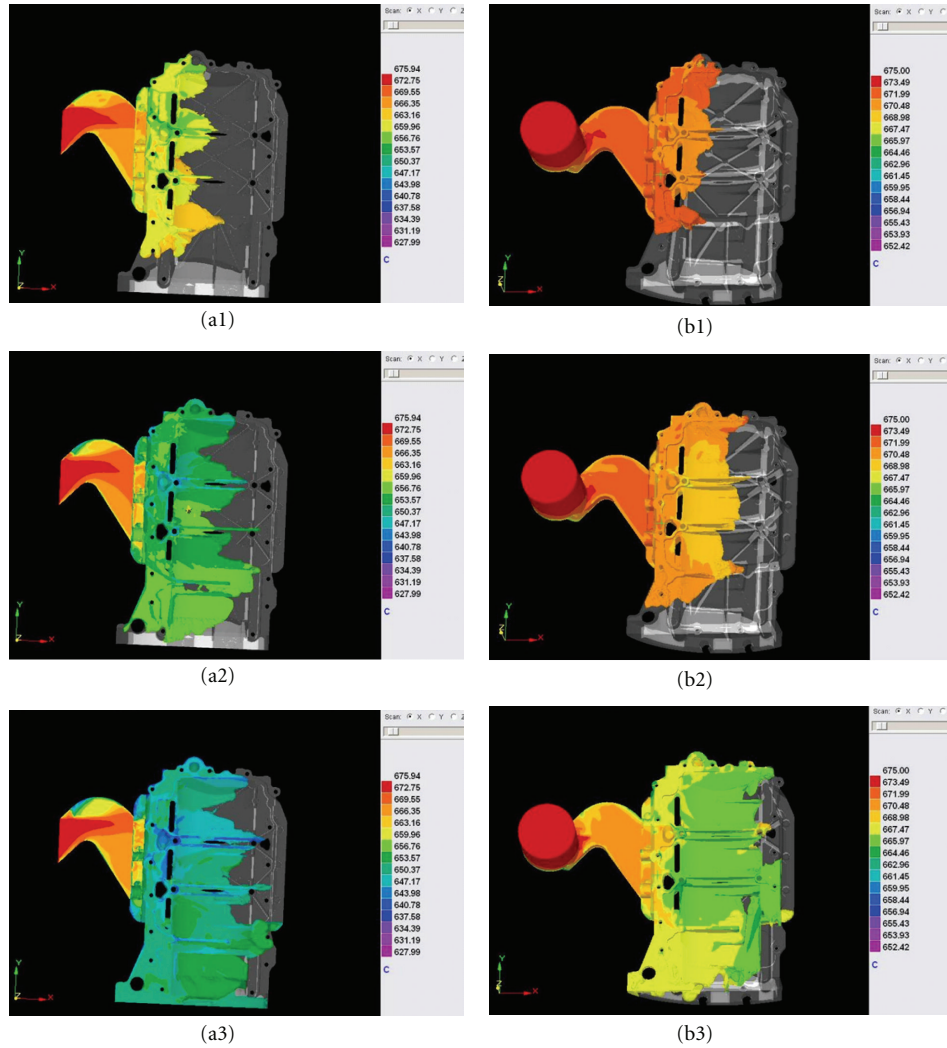 Scan: X Y Z
675.94
672.75
669.55
666.35
663.16
659.96
656.76
653.57
650.37
647.17
643.98
640.78
637.58
634.39
631.19
627.99
C
Y
Z
X
(a1)
Scan: X Y
675.00
673.49
671.99
670.48
668.98
667.47
665.97
664.46
662.96
661.45
659.95
658.44
656.94
655.43
653.93
652.42
C
Y
Z
X
(b1)
Scan: X Y Z
675.94
672.75
669.55
666.35
663.16
659.96
656.76
653.57
650.37
647.17
643.98
640.78
637.58
634.39
631.19
627.99
C
Y
Z
X
(a2)
Scan: X Y
675.00
673.49
671.99
670.48
668.98
667.47
665.97
664.46
662.96
661.45
659.95
658.44
656.94
655.43
653.93
652.42
C
Y
Z
X
(b2)
Scan: X Y Z
675.94
672.75
669.55
666.35
663.16
659.96
656.76
653.57
650.37
647.17
643.98
640.78
637.58
634.39
631.19
627.99
C
Y
Z
X
(a3)
Scan: X Y
675.00
673.49
671.99
670.48
668.98
667.47
665.97
664.46
662.96
661.45
659.95
658.44
656.94
655.43
653.93
652.42
C
Y
Z
X
(b3)